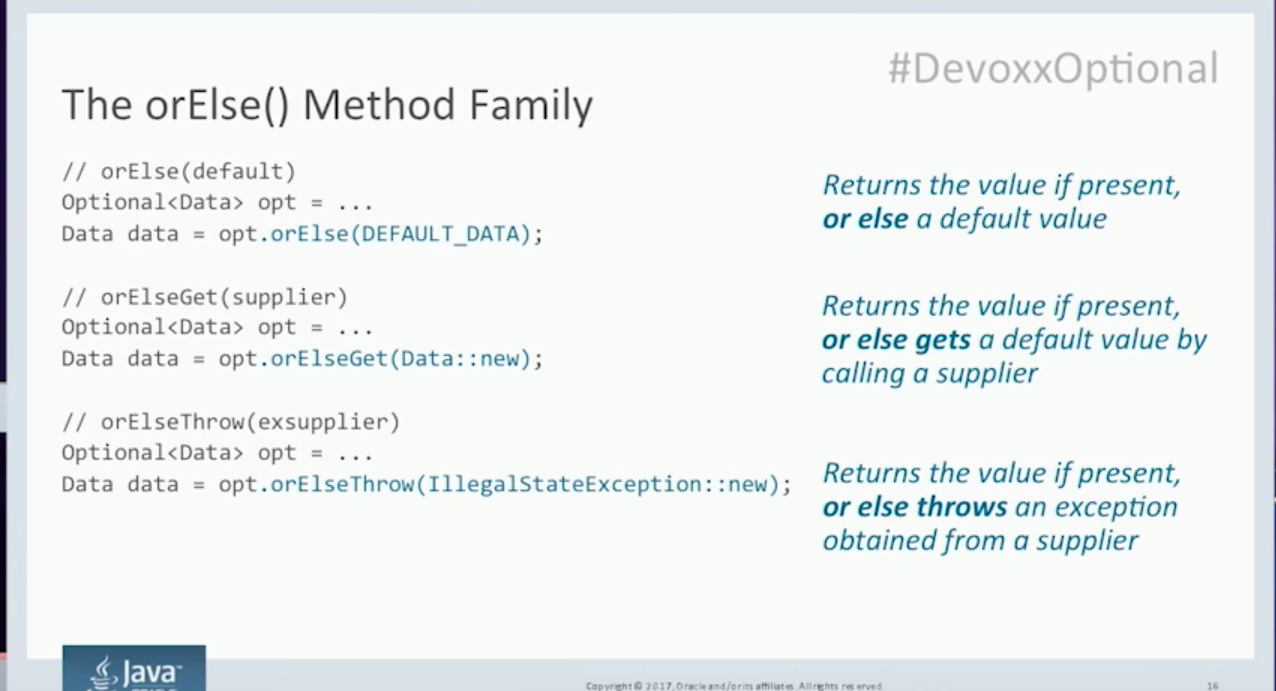 #DevoxxOptional
The orElse() Method Family
// orElse(default)
Optional<Data> opt = ...
Data data = opt.orElse(DEFAULT_DATA);
Returns the value if present,
or else a default value
// orElseGet(supplier)
Optional<Data> opt = ...
Data data = opt.orElseGet(Data::new);
Returns the value if present,
or else gets a default value by
calling a supplier
// orElseThrow(exsupplier)
Optional<Data> opt = ...
Data data = opt.orElseThrow(IllegalStateException::new);
Returns the value if present,
or else throws an exception
obtained from a supplier
Java™
Copyright © 2017, Oracle and/or its affiliates. All rights reserved.
16